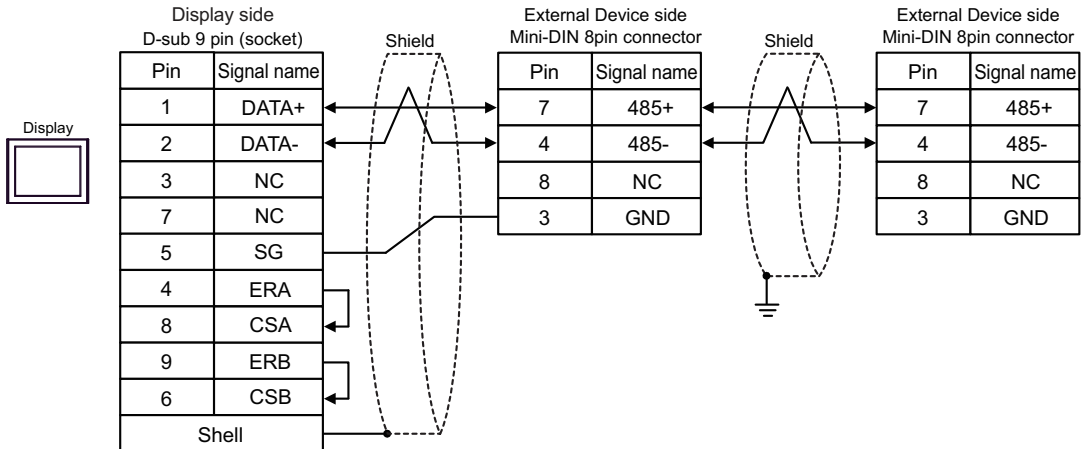 Display side
D-sub 9 pin (socket)
Shield
External Device side
Mini-DIN 8pin connector
Shield
External Device side
Mini-DIN 8pin connector
Display
Pin Signal name
1 DATA+
2 DATA-
3 NC
7 NC
5 SG
4 ERA
8 CSA
9 ERB
6 CSB
Shell
Pin Signal name
7 485+
4 485-
8 NC
3 GND
Pin Signal name
7 485+
4 485-
8 NC
3 GND